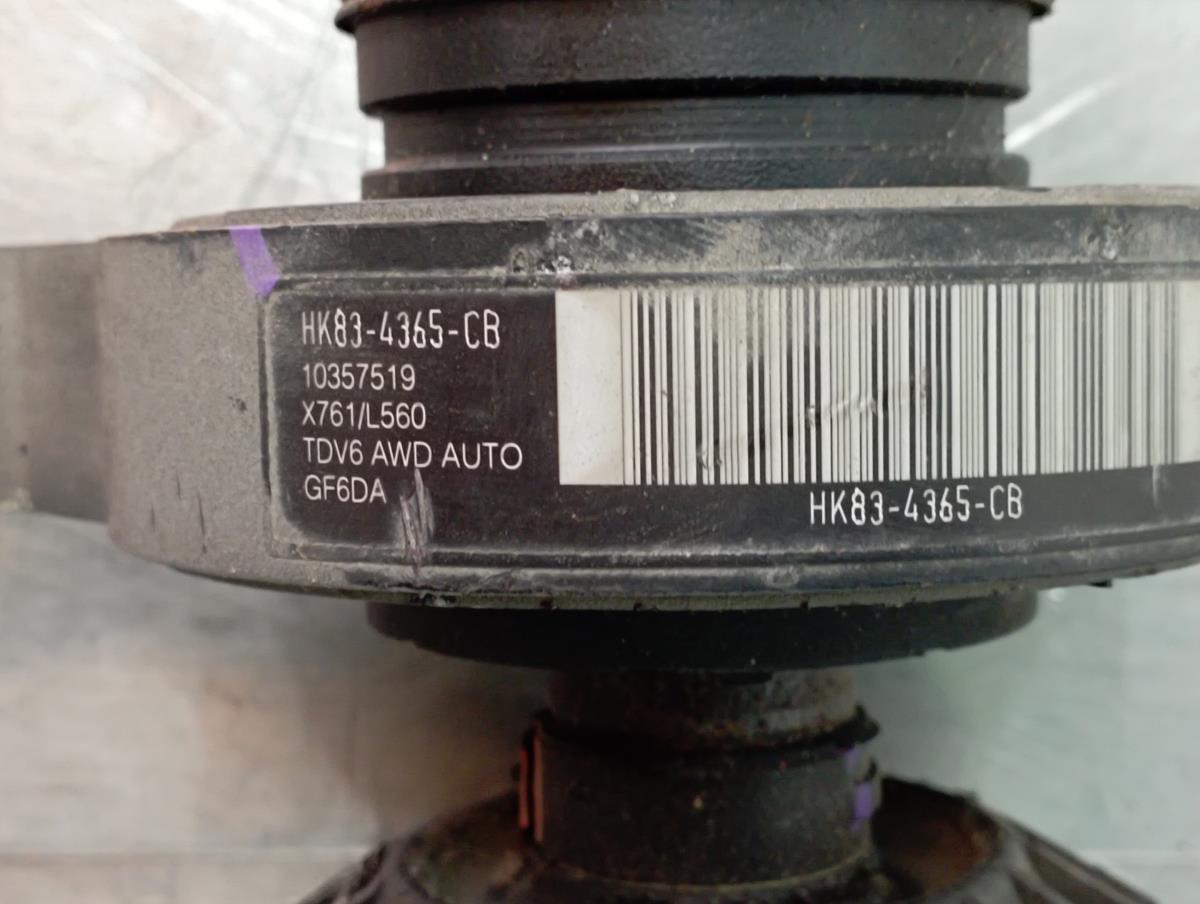 HK83-4365-CB
10357519
X761/L560
TDV6 AWD AUTO
GF6DA
HK83-4365-CB